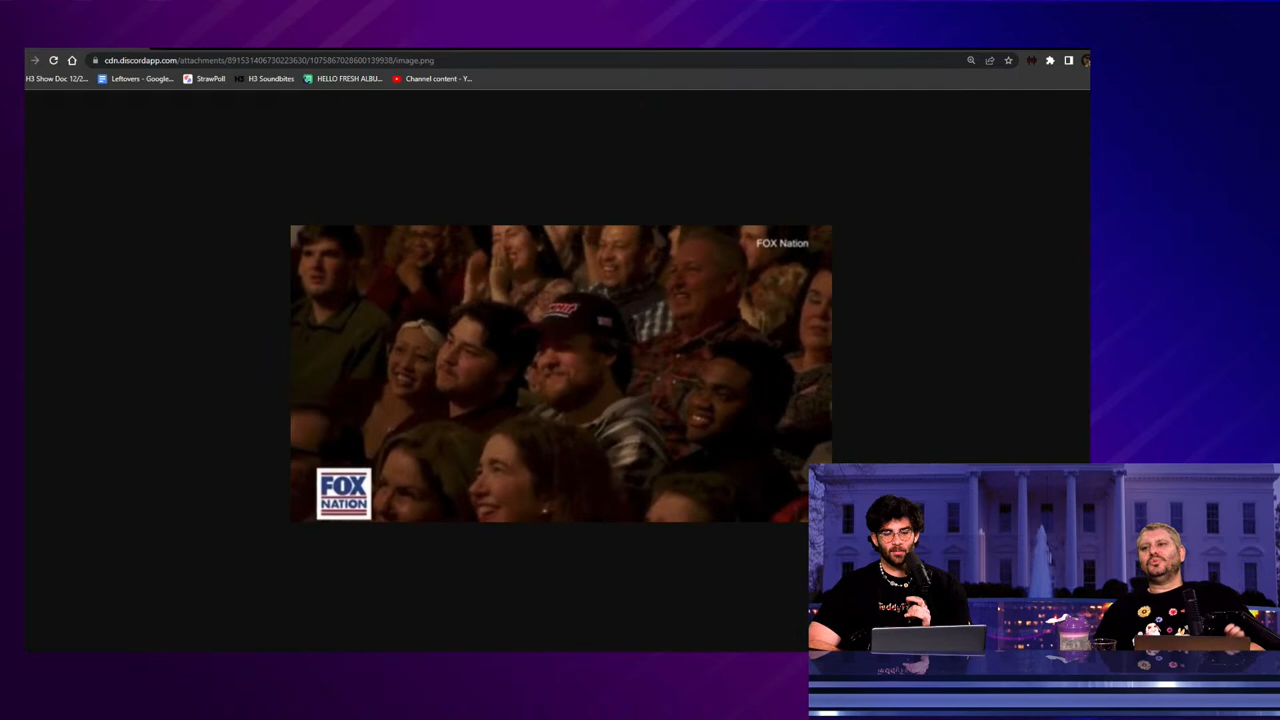 cdn.discordapp.com/attachments/891531406730223630/1075867028600139938/image.png
H3 Show Doc 12/2...
Leftovers - Google...
StrawPoll
H3 Soundbites
HELLO FRESH ALBU...
Channel content - Y...
FOX Nation
FOX
NATION